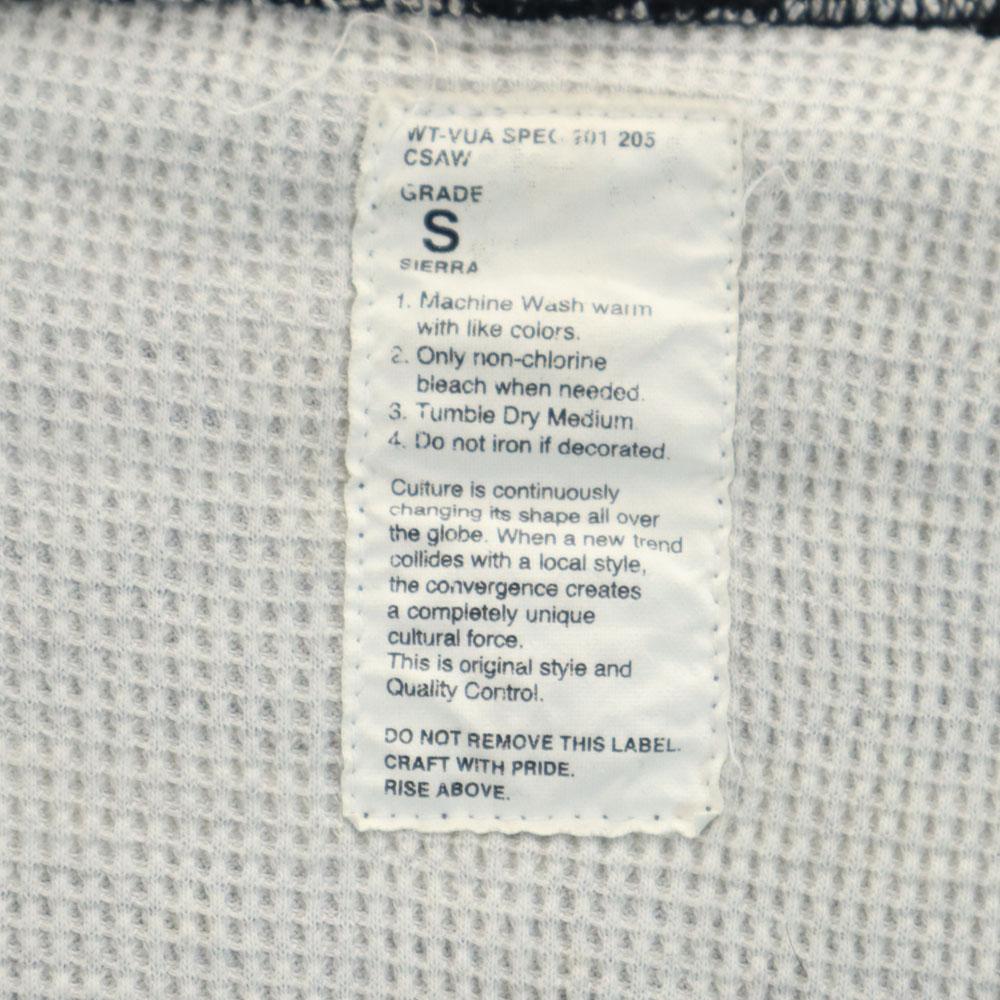 WT-VUA SPEC 205
CSAW
GRADE
S
SIERRA
1. Machine Wash warm
with like colors.
2. Only non-chlorine
bleach when needed.
3. Tumble Dry Medium
4. Do not iron if decorated.
Culture is continuously
changing its shape all over
the globe. When a new trend
collides with a local style,
the convergence creates
a completely unique
cultural force.
This is original style and
Quality Control.
DO NOT REMOVE THIS LABEL.
CRAFT WITH PRIDE.
RISE ABOVE.